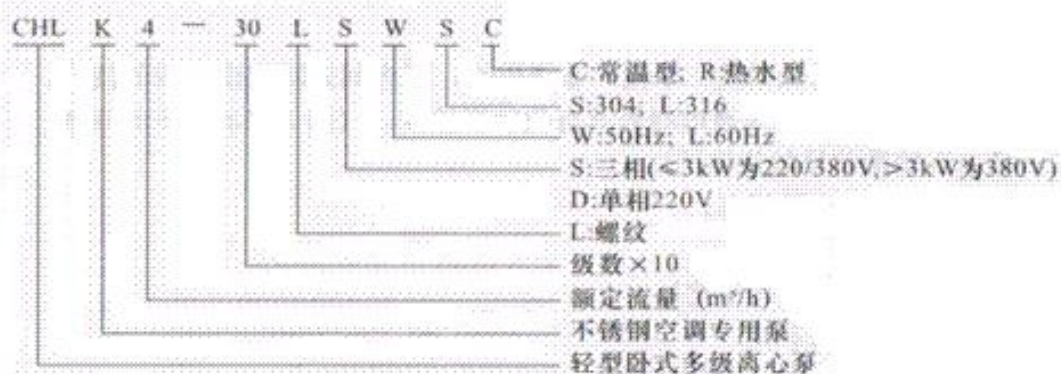 CHL K 4 — 30 L S W S C
C:常温型; R:热水型
S:304; L:316
W:50Hz; L:60Hz
S:三相(≤3kW为220/380V,>3kW为380V)
D:单相220V
L:螺纹
级数×10
额定流量 (m³/h)
不锈钢空调专用泵
轻型卧式多级离心泵